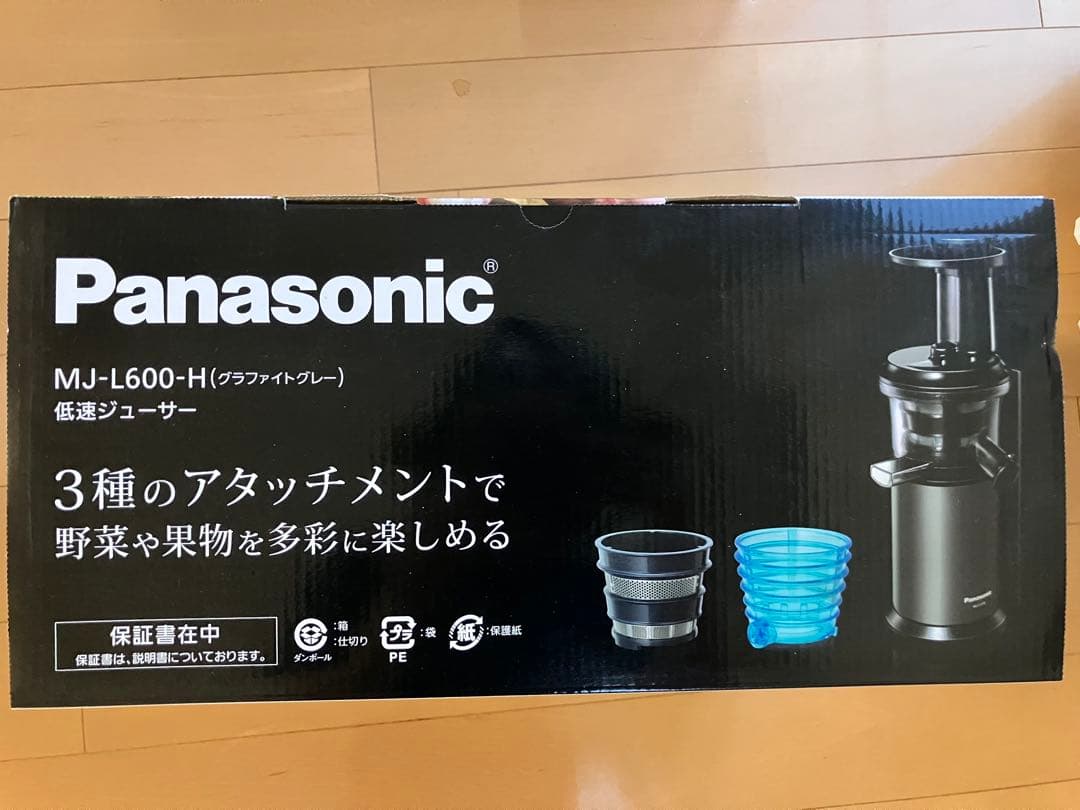 Panasonic®
MJ-L600-H(グラファイトグレー)
低速ジューサー
3種のアタッチメントで
野菜や果物を多彩に楽しめる
保証書在中
保証書は、説明書についております。
ダンボール
:箱
:仕切り
プラ
PE
:袋
紙
:保護紙
Panasonic